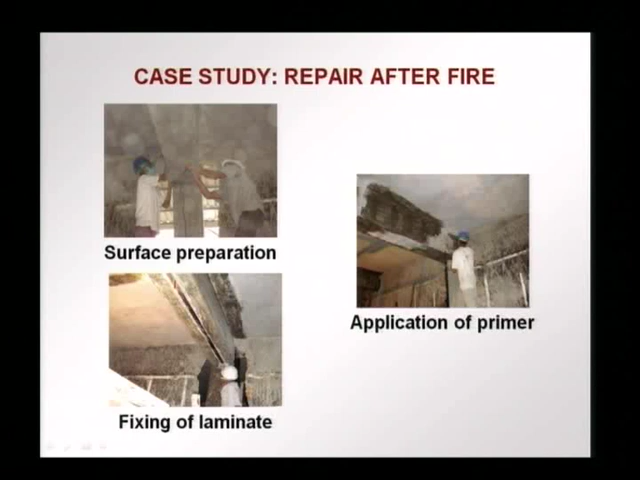 CASE STUDY: REPAIR AFTER FIRE
Surface preparation
Application of primer
Fixing of laminate